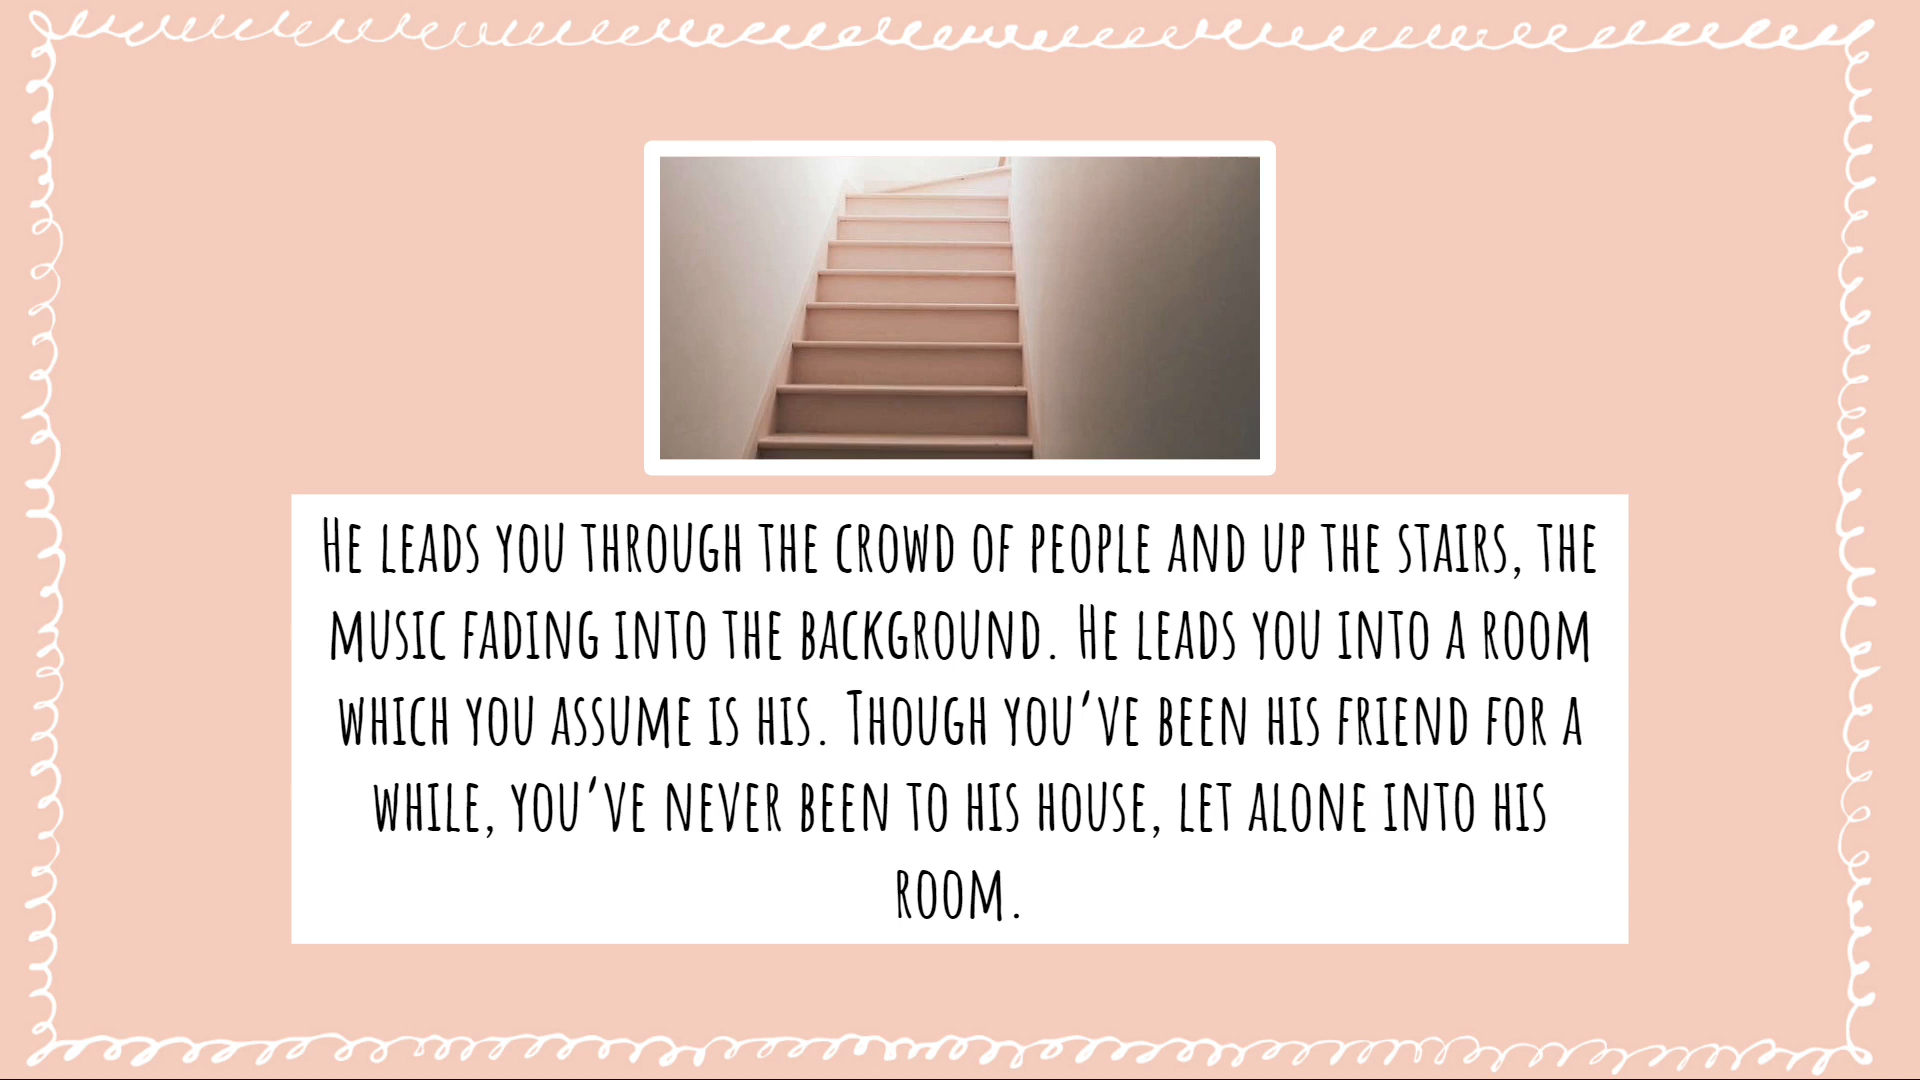 He leads you through the crowd of people and up the stairs, the
music fading into the background. He leads you into a room
which you assume is his. Though you've been his friend for a
while, you've never been to his house, let alone into his
room.